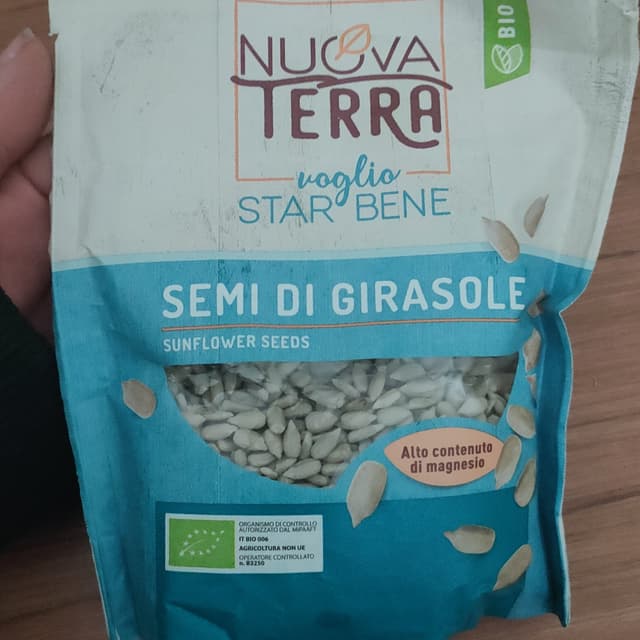 BIO
NUOVA
TERRA
voglio
STAR BENE
SEMI DI GIRASOLE
SUNFLOWER SEEDS
Alto contenuto
di magnesio
ORGANISMO DI CONTROLLO
AUTORIZZATO DAL MIPAAFT
IT BIO 006
AGRICOLTURA NON UE
OPERATORE CONTROLLATO
n. B3250